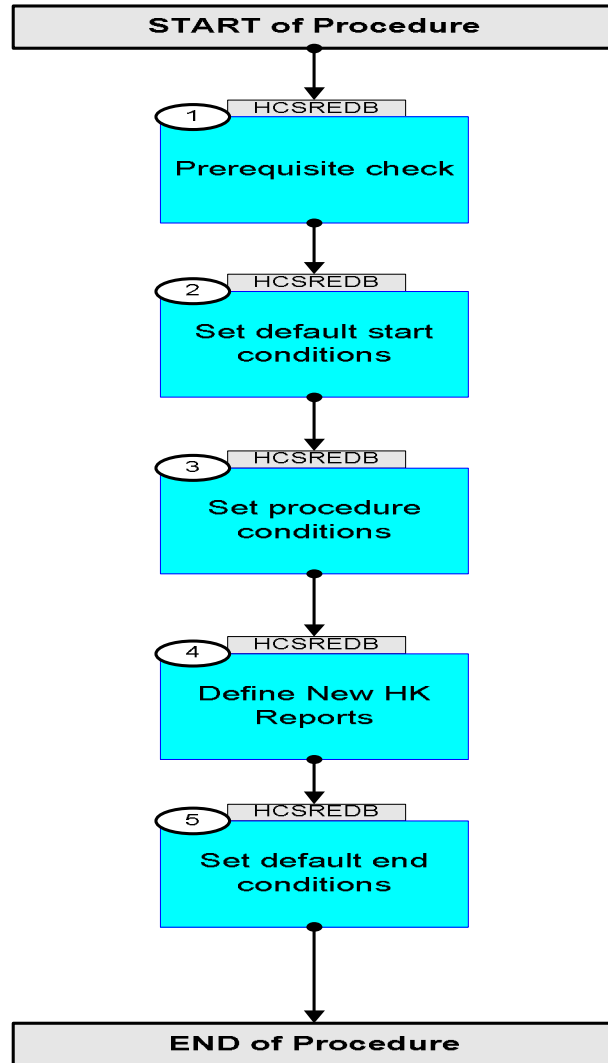 START of Procedure
HCSREDB
1
Prerequisite check
HCSREDB
2
Set default start
conditions
HCSREDB
3
Set procedure
conditions
HCSREDB
4
Define New HK
Reports
HCSREDB
5
Set default end
conditions
END of Procedure